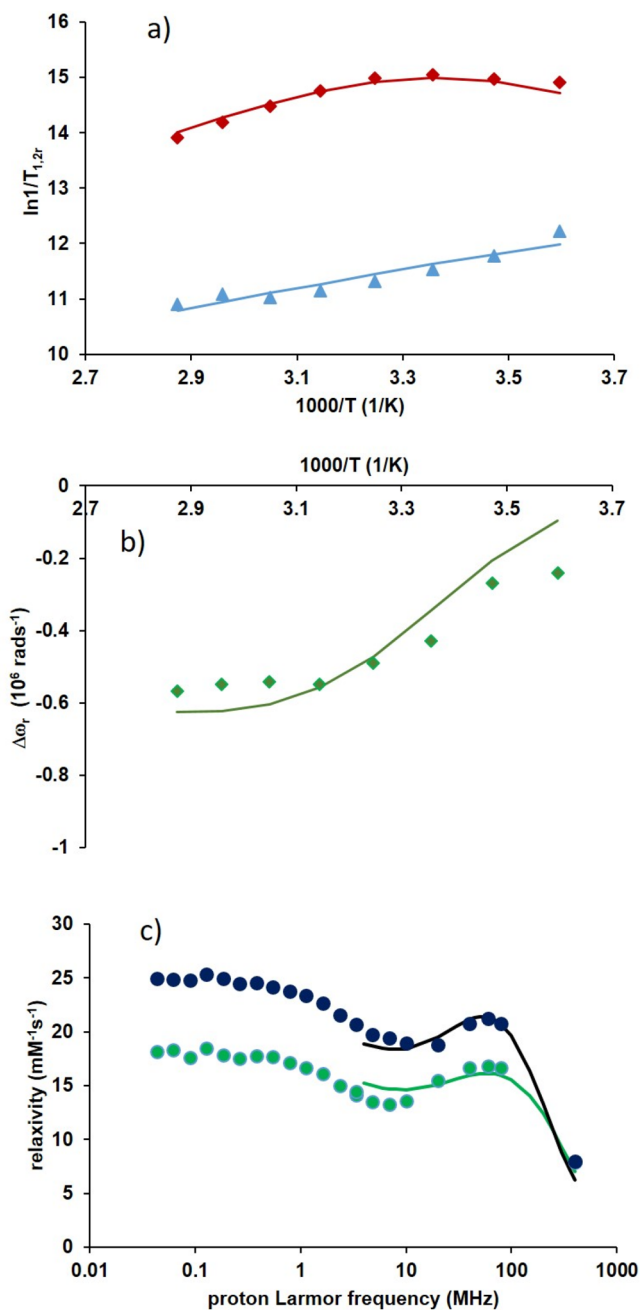 a)
16
15
14
13
12
11
10
ln1/T1,2r
2.7 2.9 3.1 3.3 3.5 3.7
1000/T (1/K)
1000/T (1/K)
0
2.7 2.9 3.1 3.3 3.5 3.7
b)
-0.2
-0.4
-0.6
-0.8
-1
Δωr (10⁶ rads⁻¹)
c)
30
25
20
15
10
5
0
relaxivity (mM⁻¹s⁻¹)
0.01 0.1 1 10 100 1000
proton Larmor frequency (MHz)